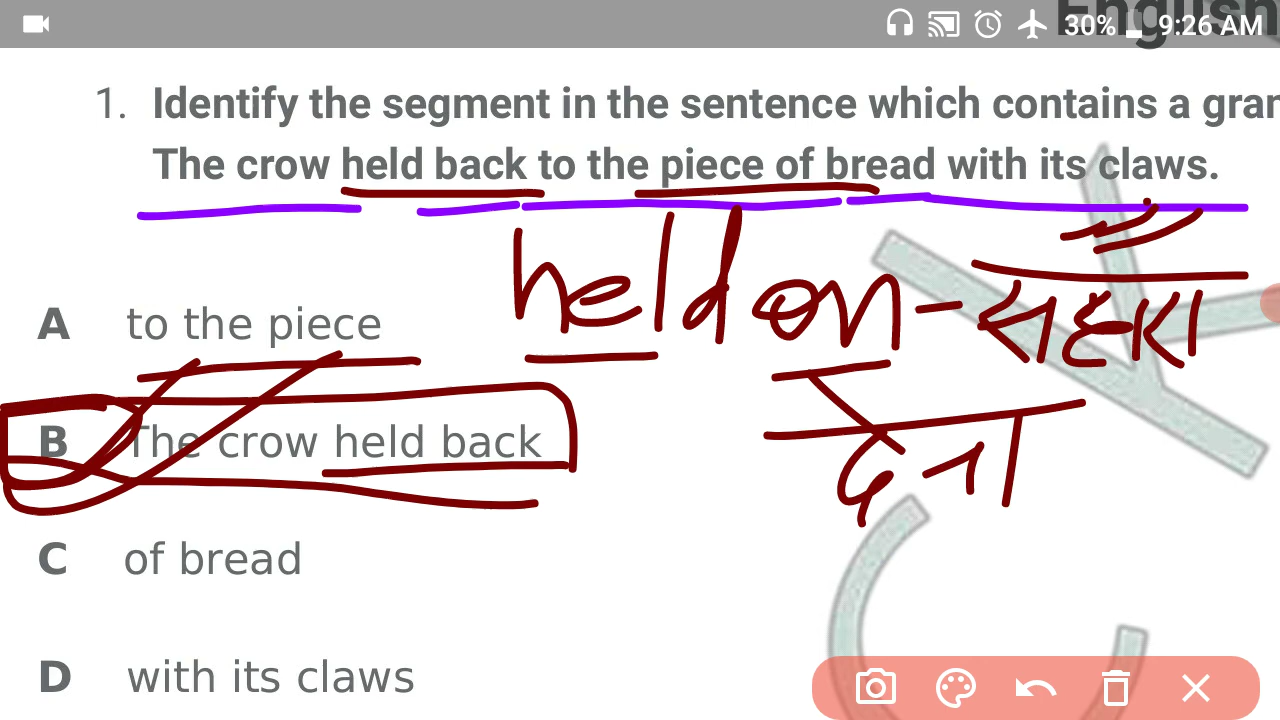 English
30% 9:26 AM
1. Identify the segment in the sentence which contains a gran
The crow held back to the piece of bread with its claws.
held on - सहारा
देना
A to the piece
B The crow held back
C of bread
D with its claws